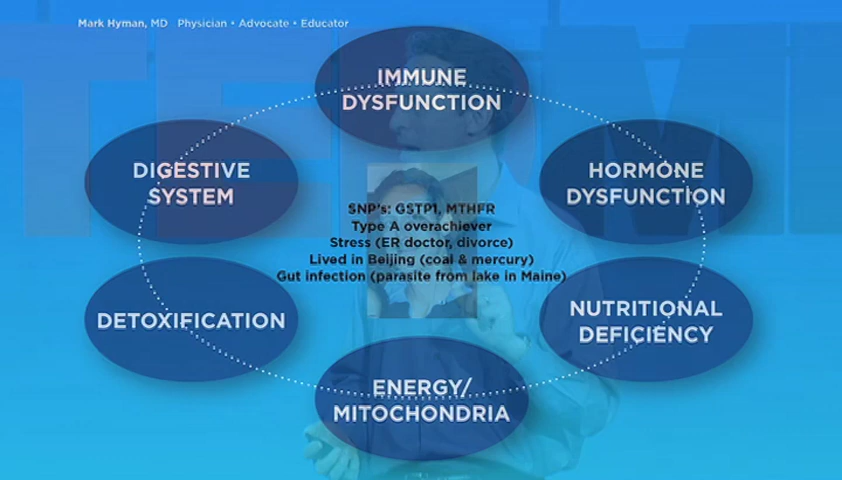 Mark Hyman, MD Physician • Advocate • Educator
TEDM
IMMUNE
DYSFUNCTION
DIGESTIVE
SYSTEM
HORMONE
DYSFUNCTION
SNP's: GSTP1, MTHFR
Type A overachiever
Stress (ER doctor, divorce)
Lived in Beijing (coal & mercury)
Gut infection (parasite from lake in Maine)
DETOXIFICATION
NUTRITIONAL
DEFICIENCY
ENERGY/
MITOCHONDRIA